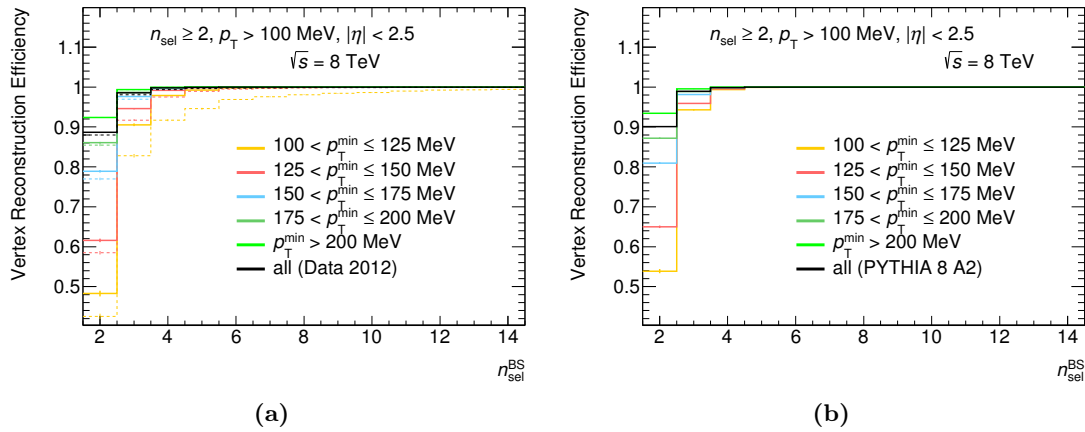 Vertex Reconstruction Efficiency
n_sel ≥ 2, p_T > 100 MeV, |η| < 2.5
√s = 8 TeV
1.1
1
0.9
0.8
0.7
0.6
0.5
100 < p_T^min ≤ 125 MeV
125 < p_T^min ≤ 150 MeV
150 < p_T^min ≤ 175 MeV
175 < p_T^min ≤ 200 MeV
p_T^min > 200 MeV
all (Data 2012)
2 4 6 8 10 12 14
n_sel^BS
(a)
Vertex Reconstruction Efficiency
n_sel ≥ 2, p_T > 100 MeV, |η| < 2.5
√s = 8 TeV
1.1
1
0.9
0.8
0.7
0.6
0.5
100 < p_T^min ≤ 125 MeV
125 < p_T^min ≤ 150 MeV
150 < p_T^min ≤ 175 MeV
175 < p_T^min ≤ 200 MeV
p_T^min > 200 MeV
all (PYTHIA 8 A2)
2 4 6 8 10 12 14
n_sel^BS
(b)